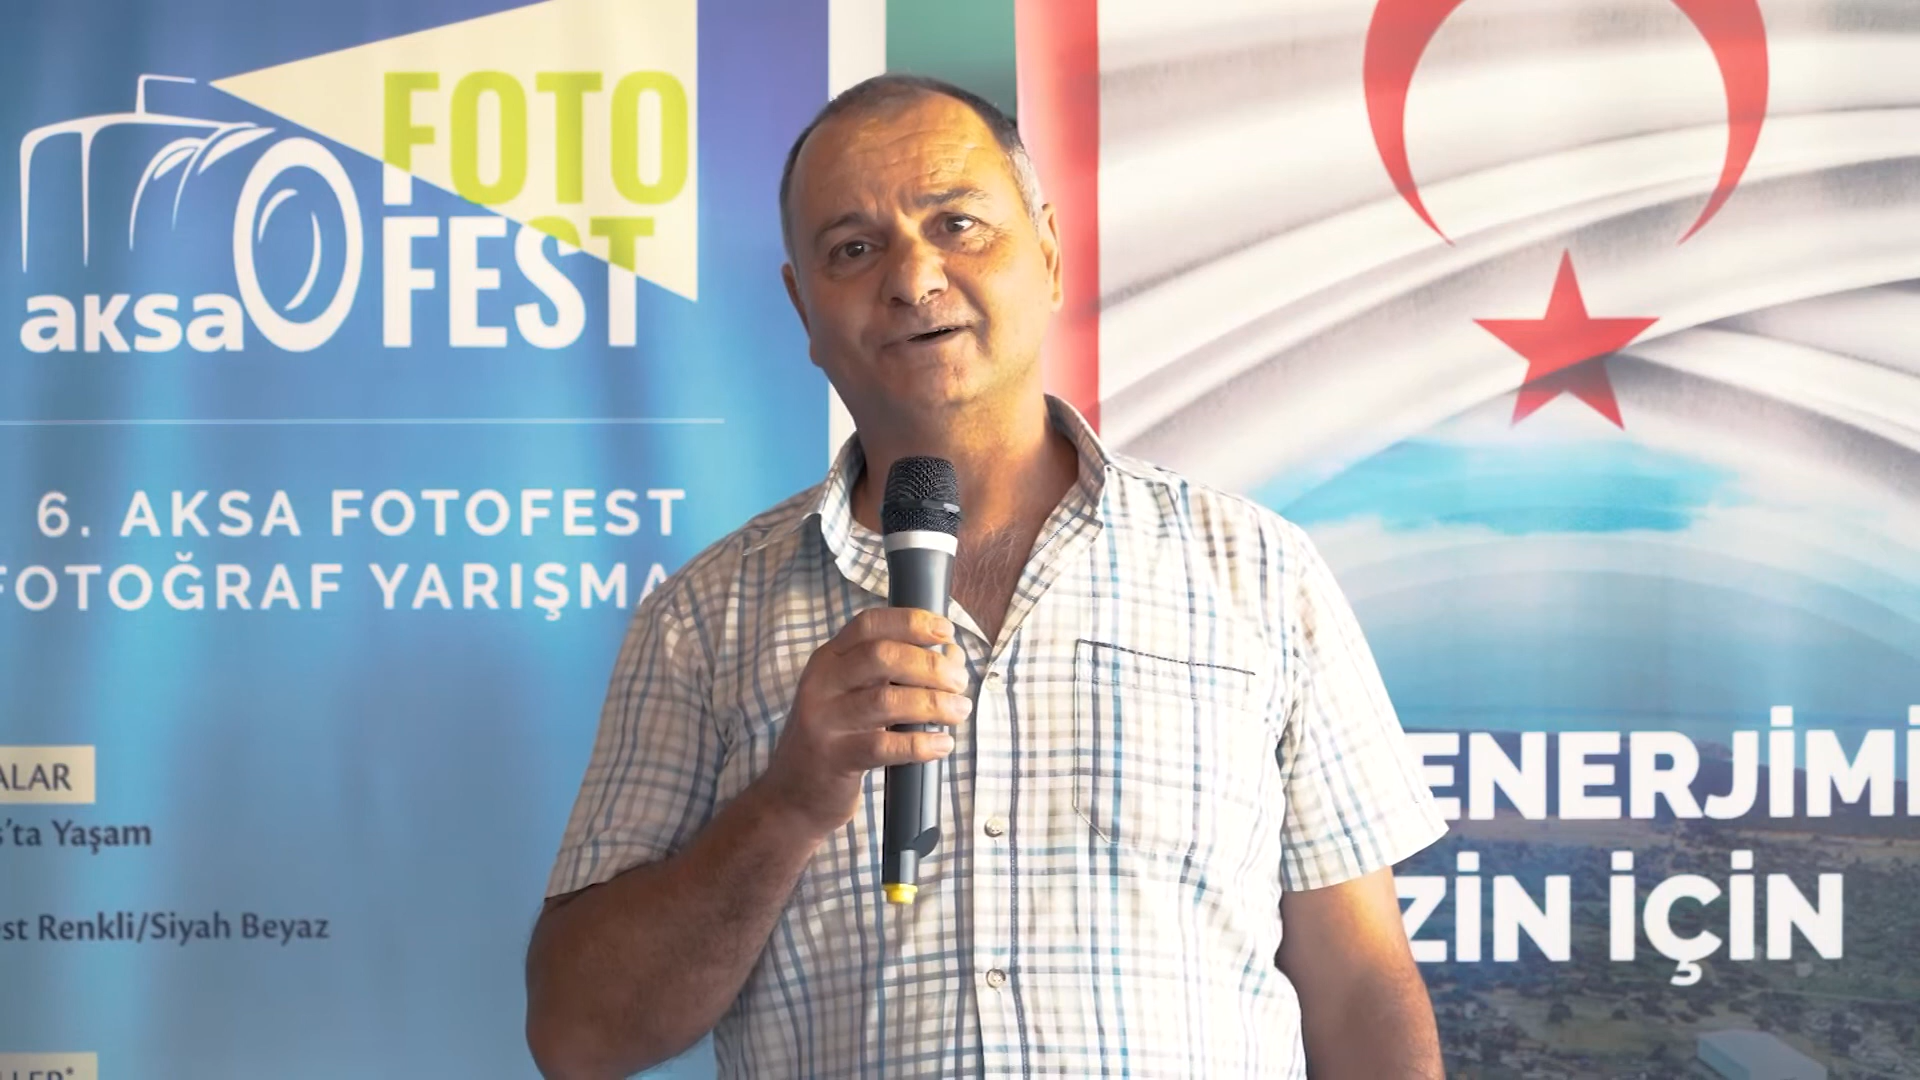 aksa
FOTO
FEST
6. AKSA FOTOFEST
FOTOĞRAF YARIŞMA
ALAR
s'ta Yaşam
st Renkli/Siyah Beyaz
ENERJİMİ
ZİN İÇİN